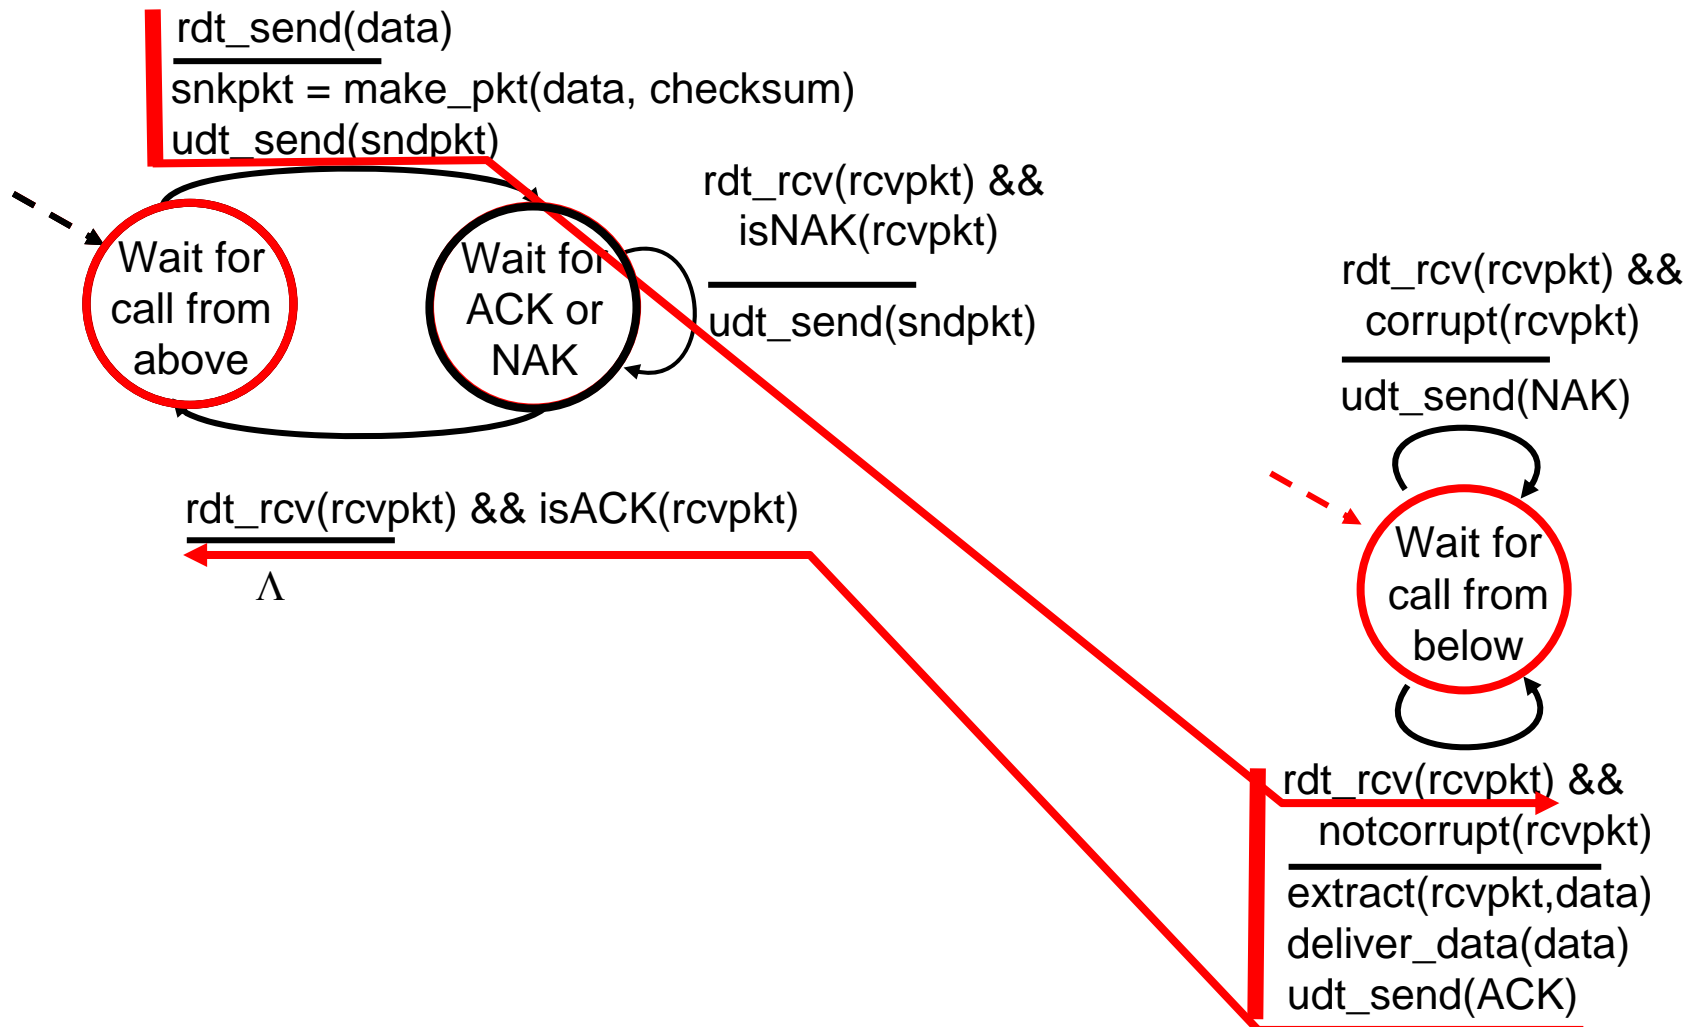 rdt_send(data)
snkpkt = make_pkt(data, checksum)
udt_send(sndpkt)
Wait for
call from
above
Wait for
ACK or
NAK
rdt_rcv(rcvpkt) &&
isNAK(rcvpkt)
udt_send(sndpkt)
rdt_rcv(rcvpkt) && isACK(rcvpkt)
Λ
rdt_rcv(rcvpkt) &&
corrupt(rcvpkt)
udt_send(NAK)
Wait for
call from
below
rdt_rcv(rcvpkt) &&
notcorrupt(rcvpkt)
extract(rcvpkt,data)
deliver_data(data)
udt_send(ACK)